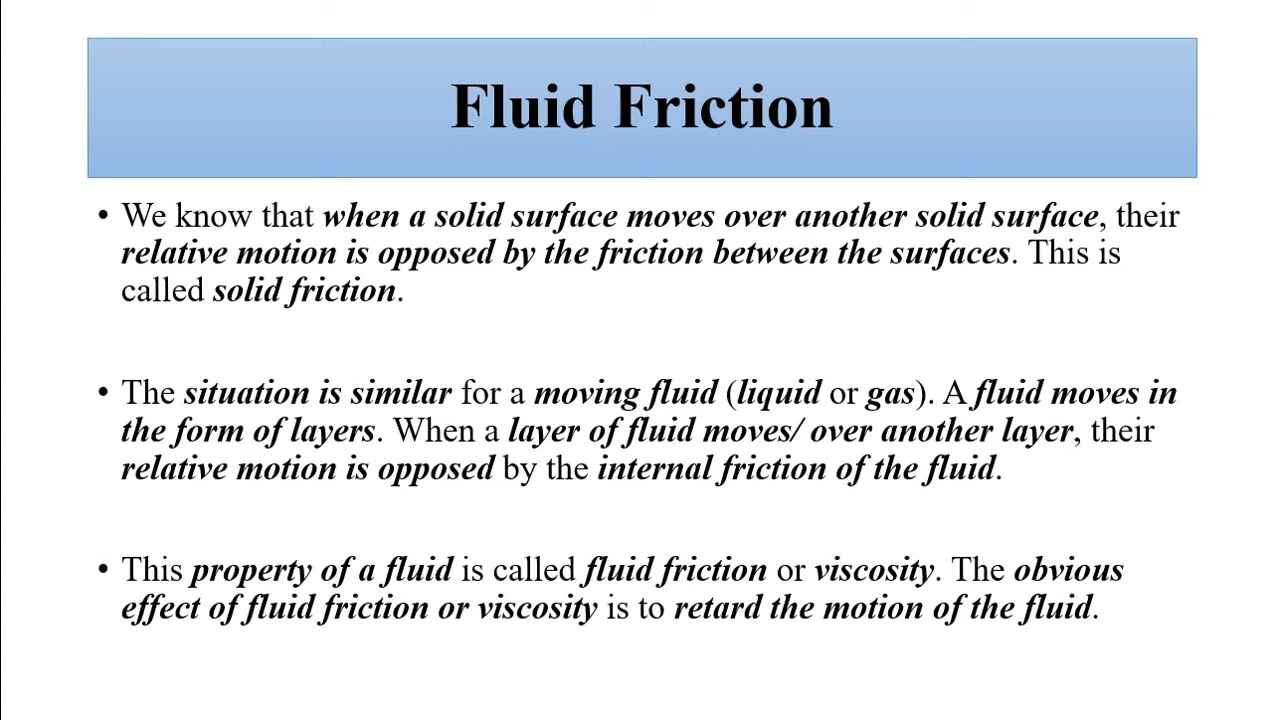 Fluid Friction
• We know that when a solid surface moves over another solid surface, their
relative motion is opposed by the friction between the surfaces. This is
called solid friction.
• The situation is similar for a moving fluid (liquid or gas). A fluid moves in
the form of layers. When a layer of fluid moves/ over another layer, their
relative motion is opposed by the internal friction of the fluid.
• This property of a fluid is called fluid friction or viscosity. The obvious
effect of fluid friction or viscosity is to retard the motion of the fluid.